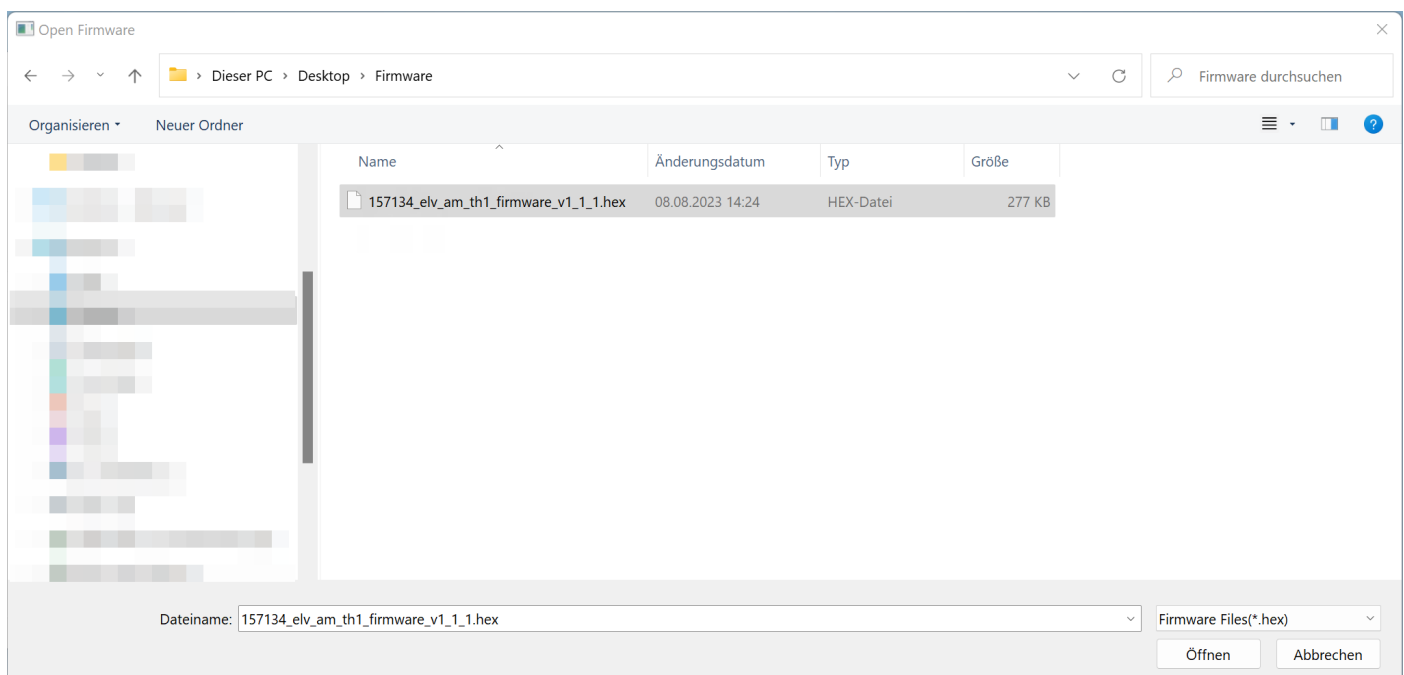 Open Firmware
Dieser PC > Desktop > Firmware
Firmware durchsuchen
Organisieren
Neuer Ordner
Name Änderungsdatum Typ Größe
157134_elv_am_th1_firmware_v1_1_1.hex 08.08.2023 14:24 HEX-Datei 277 KB
Dateiname: 157134_elv_am_th1_firmware_v1_1_1.hex Firmware Files(*.hex)
Öffnen Abbrechen